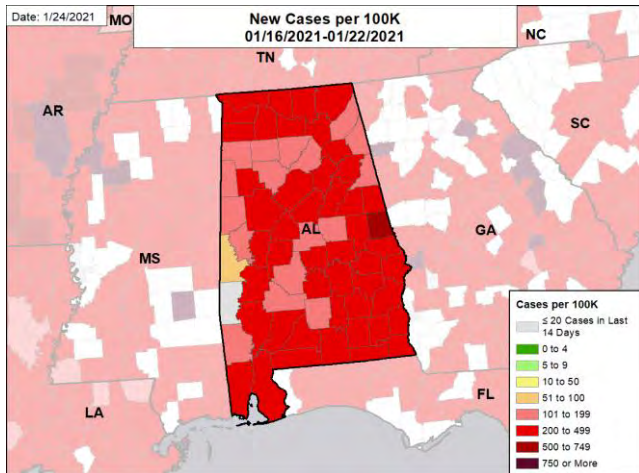 Date: 1/24/2021
New Cases per 100K
01/16/2021-01/22/2021
MO
NC
TN
AR
SC
AL
GA
MS
LA
FL
Cases per 100K
≤ 20 Cases in Last
14 Days
0 to 4
5 to 9
10 to 50
51 to 100
101 to 199
200 to 499
500 to 749
750 or More